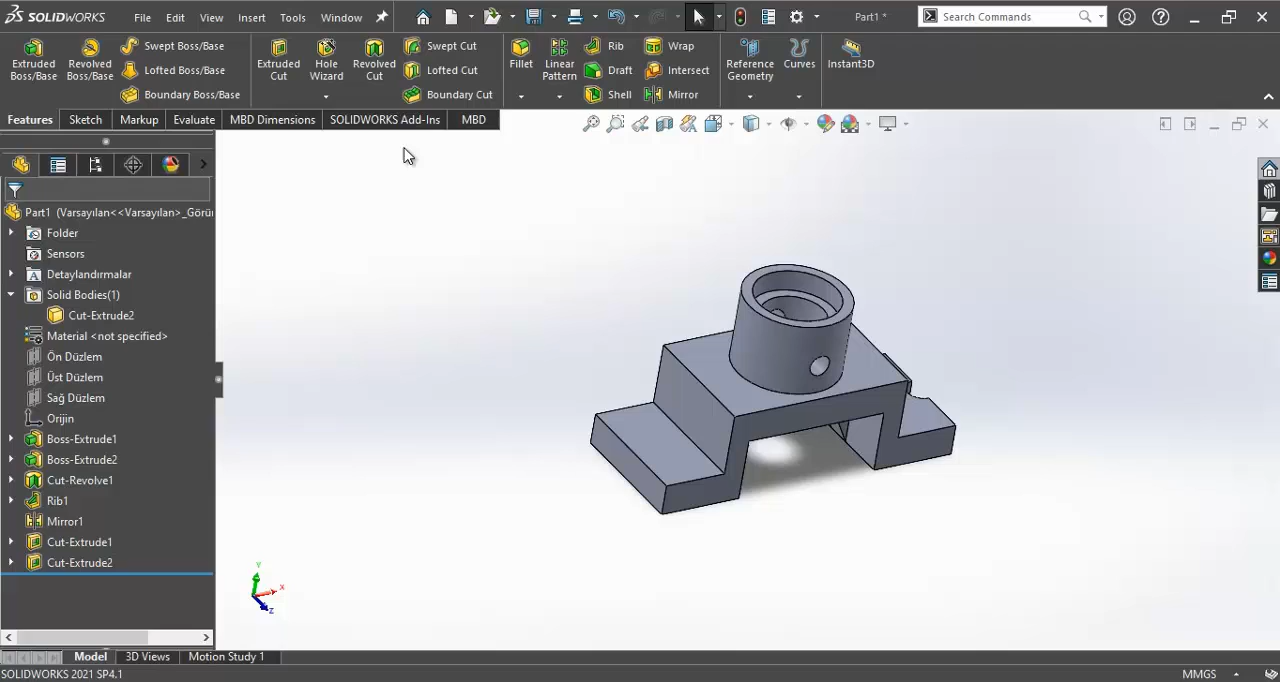 SOLIDWORKS File Edit View Insert Tools Window Part1 * Search Commands
Extruded Boss/Base
Revolved Boss/Base
Swept Boss/Base
Lofted Boss/Base
Boundary Boss/Base
Extruded Cut
Hole Wizard
Revolved Cut
Swept Cut
Lofted Cut
Boundary Cut
Fillet
Linear Pattern
Rib
Draft
Shell
Wrap
Intersect
Mirror
Reference Geometry
Curves
Instant3D
Features Sketch Markup Evaluate MBD Dimensions SOLIDWORKS Add-Ins MBD
Part1 (Varsayılan<<Varsayılan>_Görü
Folder
Sensors
Detaylandırmalar
Solid Bodies(1)
Cut-Extrude2
Material <not specified>
Ön Düzlem
Üst Düzlem
Sağ Düzlem
Orijin
Boss-Extrude1
Boss-Extrude2
Cut-Revolve1
Rib1
Mirror1
Cut-Extrude1
Cut-Extrude2
Y
X
Z
Model 3D Views Motion Study 1
SOLIDWORKS 2021 SP4.1 MMGS